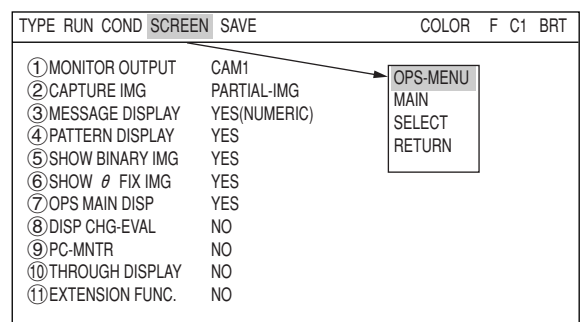 TYPE RUN COND SCREEN SAVE COLOR F C1 BRT
①MONITOR OUTPUT CAM1
②CAPTURE IMG PARTIAL-IMG
③MESSAGE DISPLAY YES(NUMERIC)
④PATTERN DISPLAY YES
⑤SHOW BINARY IMG YES
⑥SHOW θ FIX IMG YES
⑦OPS MAIN DISP YES
⑧DISP CHG-EVAL NO
⑨PC-MNTR NO
⑩THROUGH DISPLAY NO
⑪EXTENSION FUNC. NO
OPS-MENU
MAIN
SELECT
RETURN